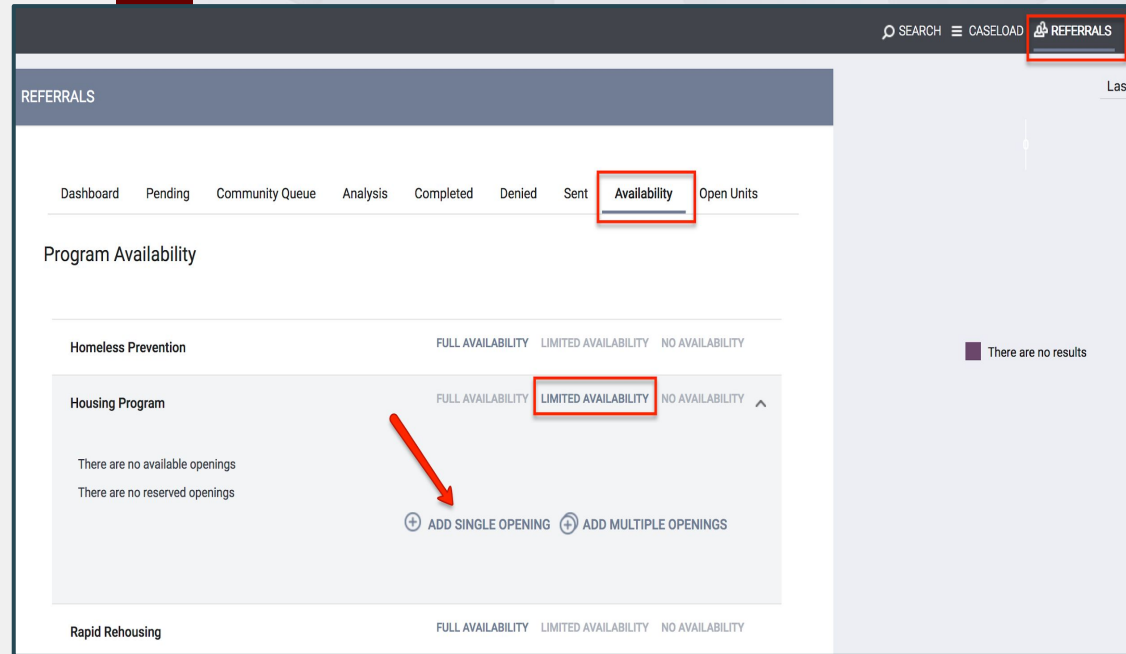 SEARCH CASELOAD REFERRALS
REFERRALS
Las
Dashboard Pending Community Queue Analysis Completed Denied Sent Availability Open Units
Program Availability
Homeless Prevention FULL AVAILABILITY LIMITED AVAILABILITY NO AVAILABILITY
There are no results
Housing Program FULL AVAILABILITY LIMITED AVAILABILITY NO AVAILABILITY
There are no available openings
There are no reserved openings
ADD SINGLE OPENING ADD MULTIPLE OPENINGS
Rapid Rehousing FULL AVAILABILITY LIMITED AVAILABILITY NO AVAILABILITY